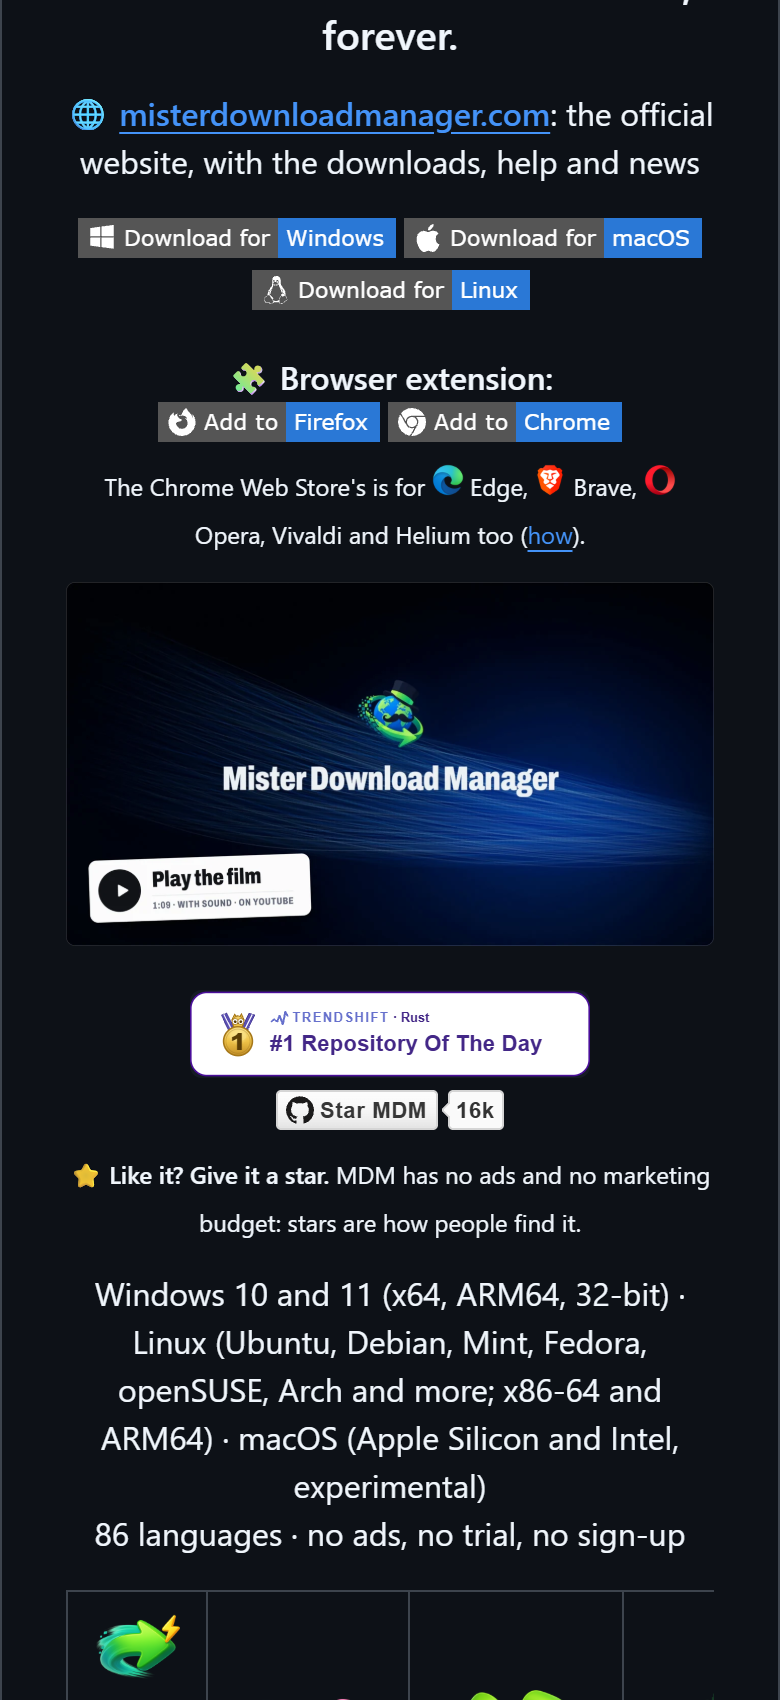 forever.
misterdownloadmanager.com: the official
website, with the downloads, help and news
Download for Windows
Download for macOS
Download for Linux
Browser extension:
Add to Firefox
Add to Chrome
The Chrome Web Store's is for Edge, Brave,
Opera, Vivaldi and Helium too (how).
Mister Download Manager
Play the film
1:09 · WITH SOUND · ON YOUTUBE
TRENDSHIFT · Rust
1
#1 Repository Of The Day
Star MDM 16k
Like it? Give it a star. MDM has no ads and no marketing
budget: stars are how people find it.
Windows 10 and 11 (x64, ARM64, 32-bit) ·
Linux (Ubuntu, Debian, Mint, Fedora,
openSUSE, Arch and more; x86-64 and
ARM64) · macOS (Apple Silicon and Intel,
experimental)
86 languages · no ads, no trial, no sign-up